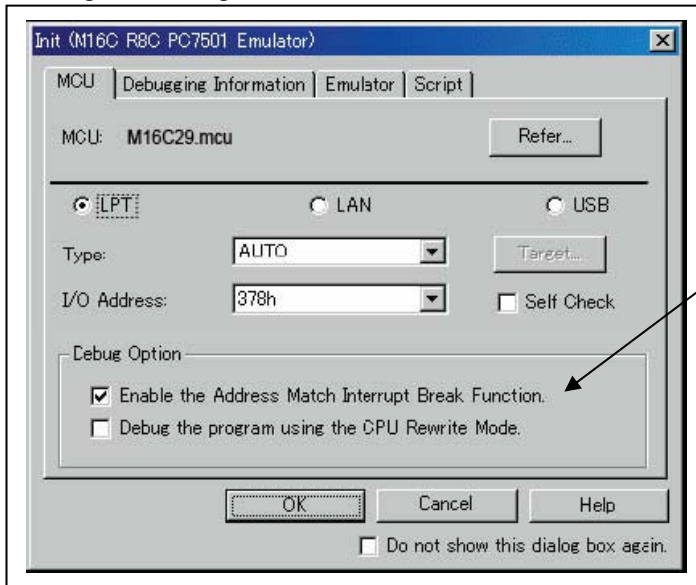 Init (M16C R8C PC7501 Emulator)
MCU Debugging Information Emulator Script
MCU: M16C29.mcu Refer...
LPT LAN USB
Type: AUTO Target...
I/O Address: 378h Self Check
Debug Option
Enable the Address Match Interrupt Break Function.
Debug the program using the CPU Rewrite Mode.
OK Cancel Help
Do not show this dialog box again.